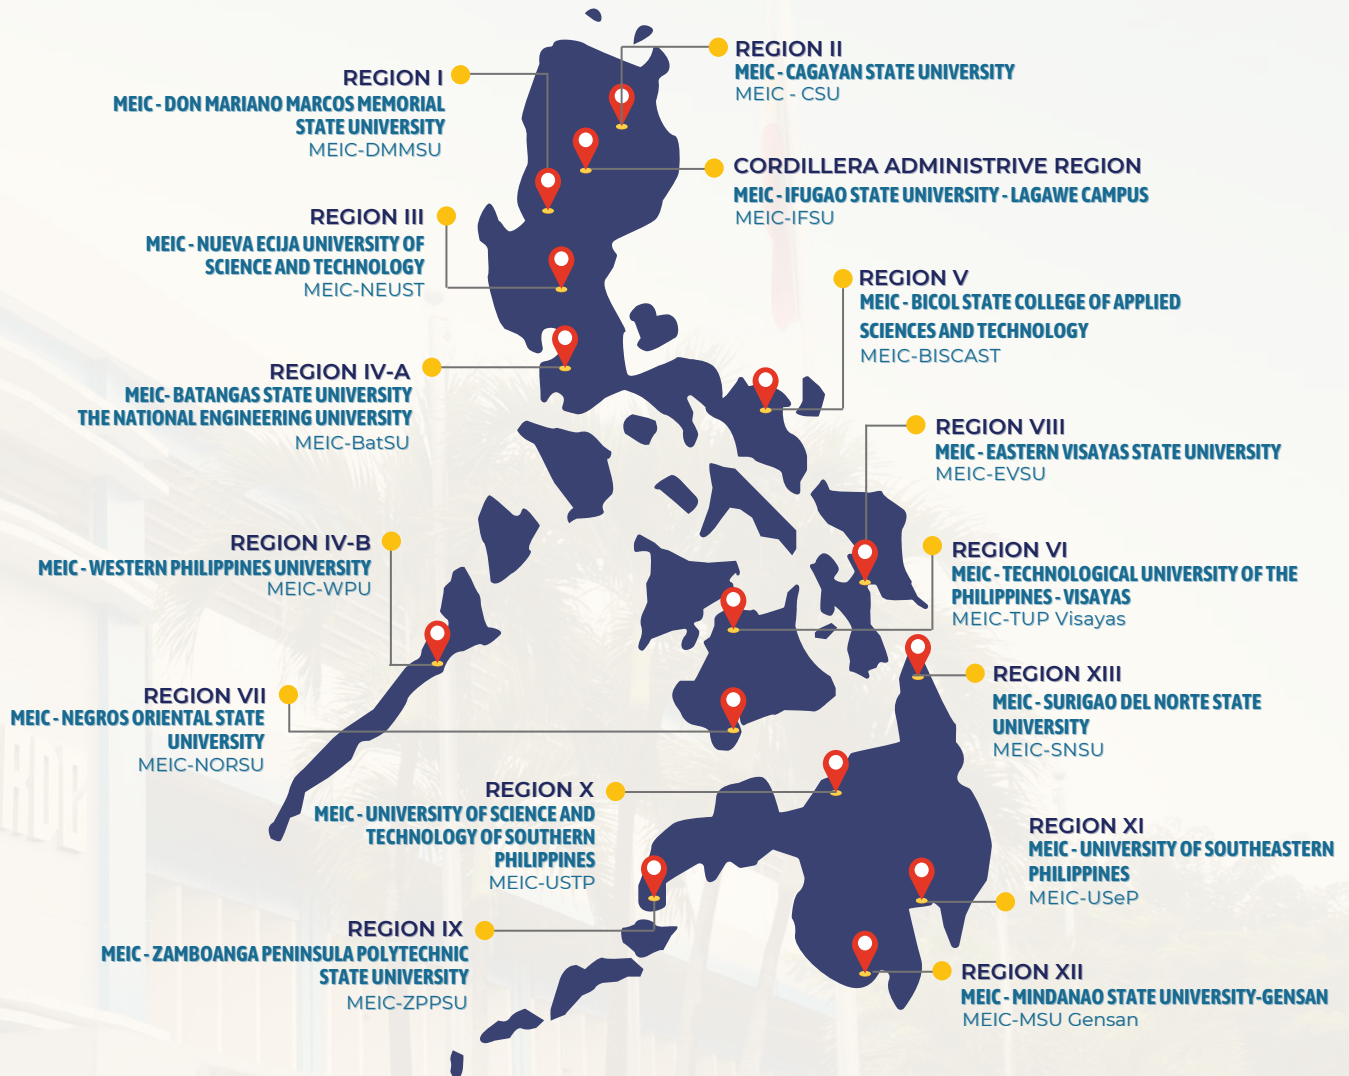 REGION I
MEIC - DON MARIANO MARCOS MEMORIAL
STATE UNIVERSITY
MEIC-DMMSU
REGION II
MEIC - CAGAYAN STATE UNIVERSITY
MEIC - CSU
CORDILLERA ADMINISTRIVE REGION
MEIC - IFUGAO STATE UNIVERSITY - LAGAWE CAMPUS
MEIC-IFSU
REGION III
MEIC - NUEVA ECIJA UNIVERSITY OF
SCIENCE AND TECHNOLOGY
MEIC-NEUST
REGION V
MEIC - BICOL STATE COLLEGE OF APPLIED
SCIENCES AND TECHNOLOGY
MEIC-BISCAST
REGION IV-A
MEIC- BATANGAS STATE UNIVERSITY
THE NATIONAL ENGINEERING UNIVERSITY
MEIC-BatSU
REGION VIII
MEIC - EASTERN VISAYAS STATE UNIVERSITY
MEIC-EVSU
REGION IV-B
MEIC - WESTERN PHILIPPINES UNIVERSITY
MEIC-WPU
REGION VI
MEIC - TECHNOLOGICAL UNIVERSITY OF THE
PHILIPPINES - VISAYAS
MEIC-TUP Visayas
REGION VII
MEIC - NEGROS ORIENTAL STATE
UNIVERSITY
MEIC-NORSU
REGION XIII
MEIC - SURIGAO DEL NORTE STATE
UNIVERSITY
MEIC-SNSU
REGION X
MEIC - UNIVERSITY OF SCIENCE AND
TECHNOLOGY OF SOUTHERN
PHILIPPINES
MEIC-USTP
REGION XI
MEIC - UNIVERSITY OF SOUTHEASTERN
PHILIPPINES
MEIC-USeP
REGION IX
MEIC - ZAMBOANGA PENINSULA POLYTECHNIC
STATE UNIVERSITY
MEIC-ZPPSU
REGION XII
MEIC - MINDANAO STATE UNIVERSITY-GENSAN
MEIC-MSU Gensan